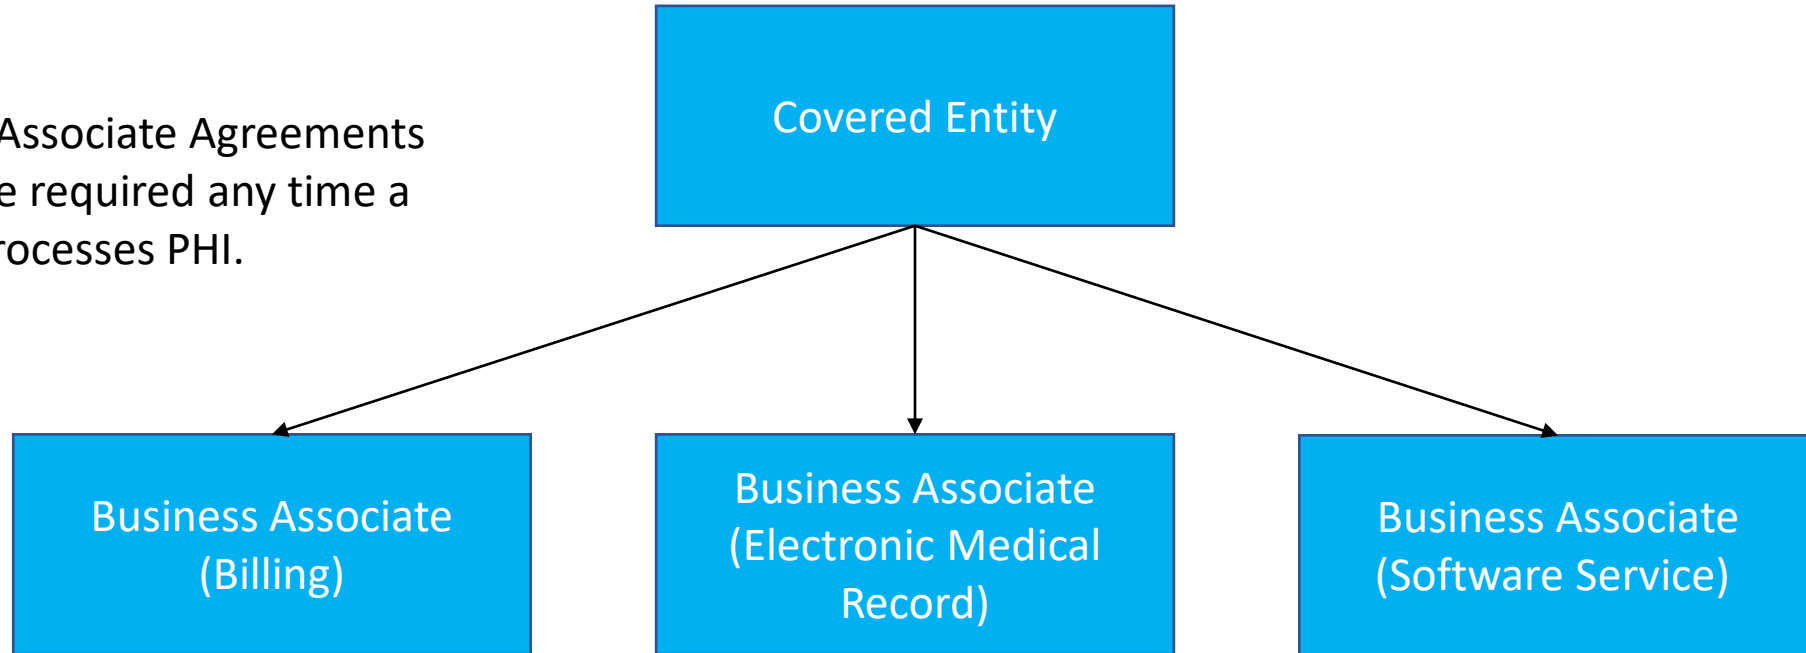 Covered Entity
Associate Agreements
e required any time a
rocesses PHI.
Business Associate
(Billing)
Business Associate
(Electronic Medical
Record)
Business Associate
(Software Service)